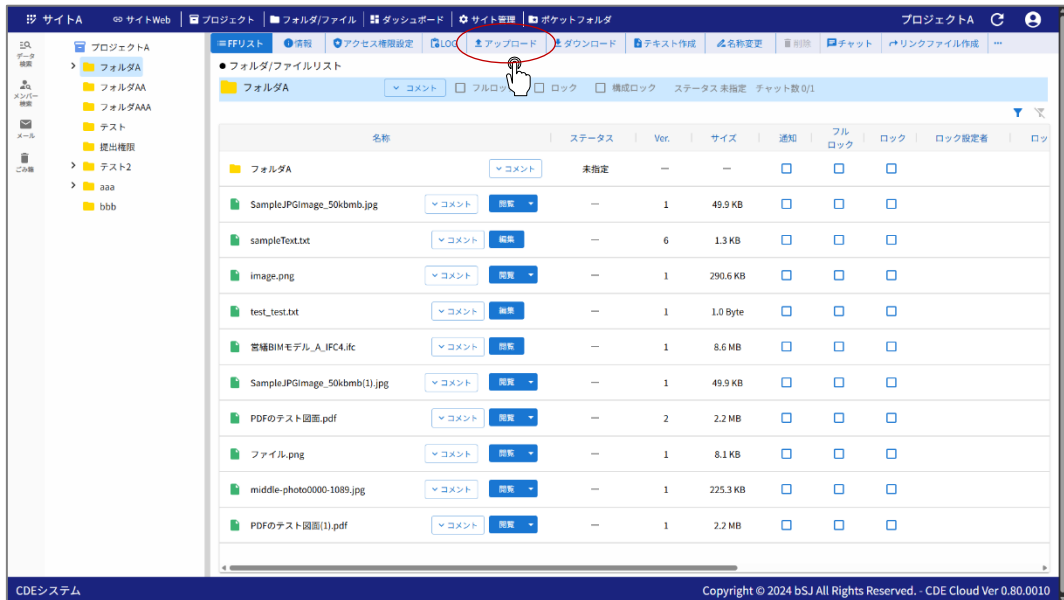 サイトA サイトWeb プロジェクト フォルダ/ファイル ダッシュボード サイト管理 ポケットフォルダ プロジェクトA
データ検索
メンバー検索
メール
ごみ箱
プロジェクトA
フォルダA
フォルダAA
フォルダAAA
テスト
提出権限
テスト2
aaa
bbb
FFリスト 情報 アクセス権限設定 LOG アップロード ダウンロード テキスト作成 名称変更 削除 チャット リンクファイル作成 ...
●フォルダ/ファイルリスト
フォルダA コメント フルロック ロック 構成ロック ステータス 未指定 チャット数 0/1
名称 ステータス Ver. サイズ 通知 フルロック ロック ロック設定者 ロッ
フォルダA コメント 未指定 — —
SampleJPGImage_50kbmb.jpg コメント 閲覧 — 1 49.9 KB
sampleText.txt コメント 編集 — 6 1.3 KB
image.png コメント 閲覧 — 1 290.6 KB
test_test.txt コメント 編集 — 1 1.0 Byte
営繕BIMモデル_A_IFC4.ifc コメント 閲覧 — 1 8.6 MB
SampleJPGImage_50kbmb(1).jpg コメント 閲覧 — 1 49.9 KB
PDFのテスト図面.pdf コメント 閲覧 — 2 2.2 MB
ファイル.png コメント 閲覧 — 1 8.1 KB
middle-photo0000-1089.jpg コメント 閲覧 — 1 225.3 KB
PDFのテスト図面(1).pdf コメント 閲覧 — 1 2.2 MB
CDEシステム Copyright © 2024 bSJ All Rights Reserved. - CDE Cloud Ver 0.80.0010